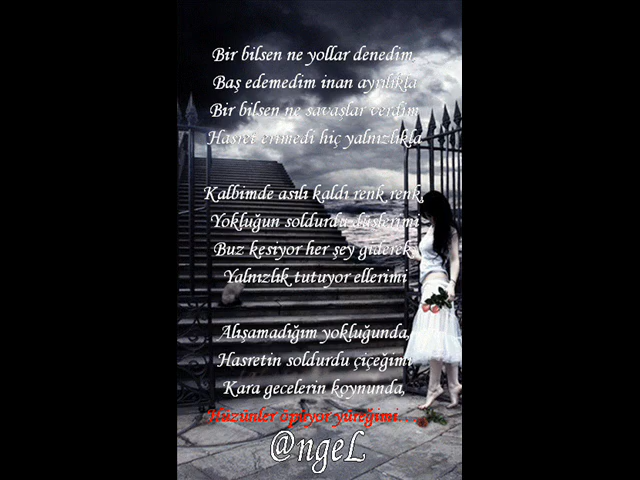 Bir bilsen ne yollar denedim,
Baş edemedim inan ayrılıkla
Bir bilsen ne savaşlar verdim
Hasret erimedi hiç yalnızlıkla
Kalbimde asılı kaldı renk renk,
Yokluğun soldurdu düşlerimi
Buz kesiyor her şey giderek
Yalnızlık tutuyor ellerimi
Alışamadığım yokluğunda,
Hasretin soldurdu çiçeğimi
Kara gecelerin koynunda,
Hüzünler öpüyor yüreğimi....
@ngeL